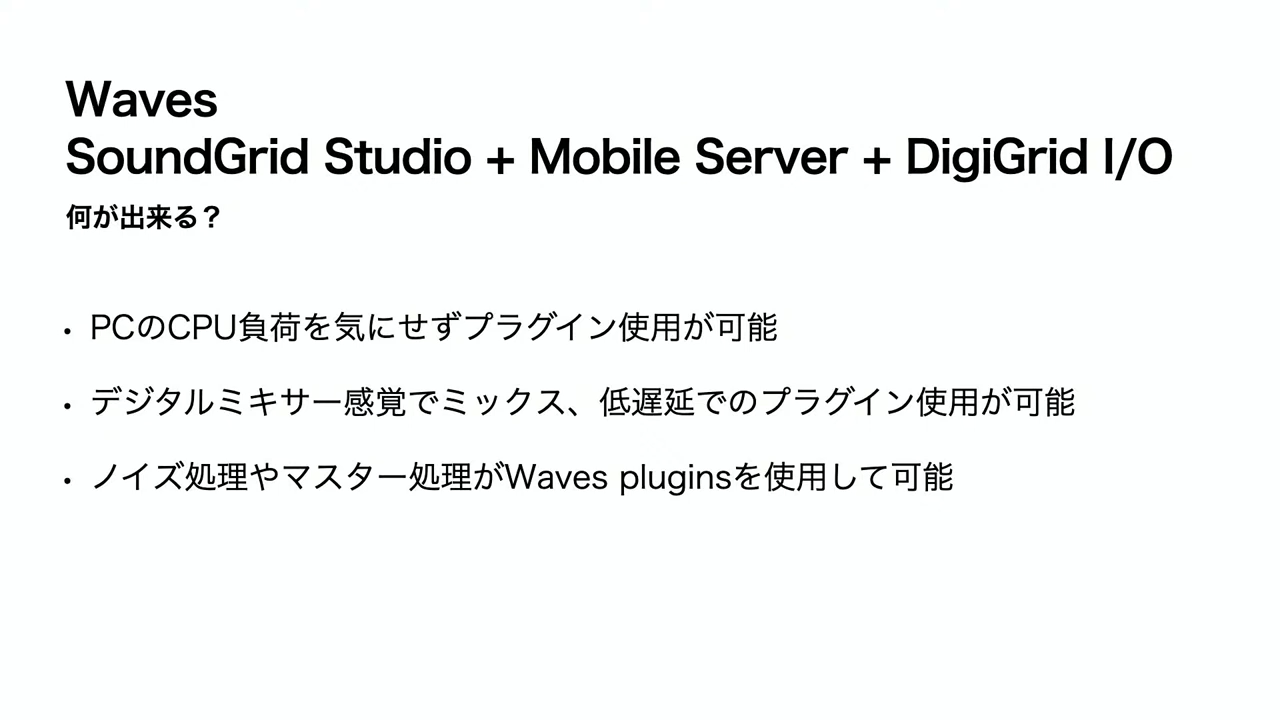 Waves
SoundGrid Studio + Mobile Server + DigiGrid I/O
何が出来る？
• PCのCPU負荷を気にせずプラグイン使用が可能
• デジタルミキサー感覚でミックス、低遅延でのプラグイン使用が可能
• ノイズ処理やマスター処理がWaves pluginsを使用して可能